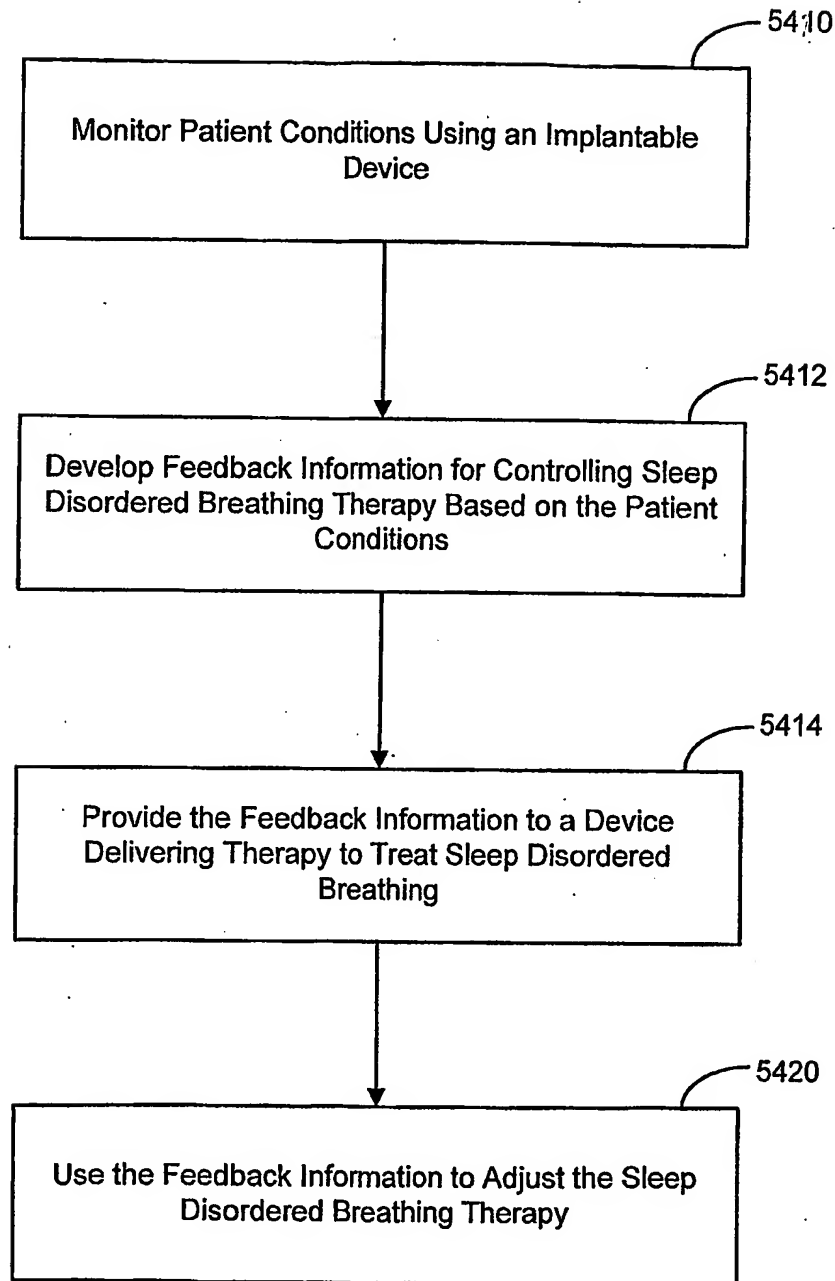 5410
Monitor Patient Conditions Using an Implantable
Device
5412
Develop Feedback Information for Controlling Sleep
Disordered Breathing Therapy Based on the Patient
Conditions
5414
Provide the Feedback Information to a Device
Delivering Therapy to Treat Sleep Disordered
Breathing
5420
Use the Feedback Information to Adjust the Sleep
Disordered Breathing Therapy